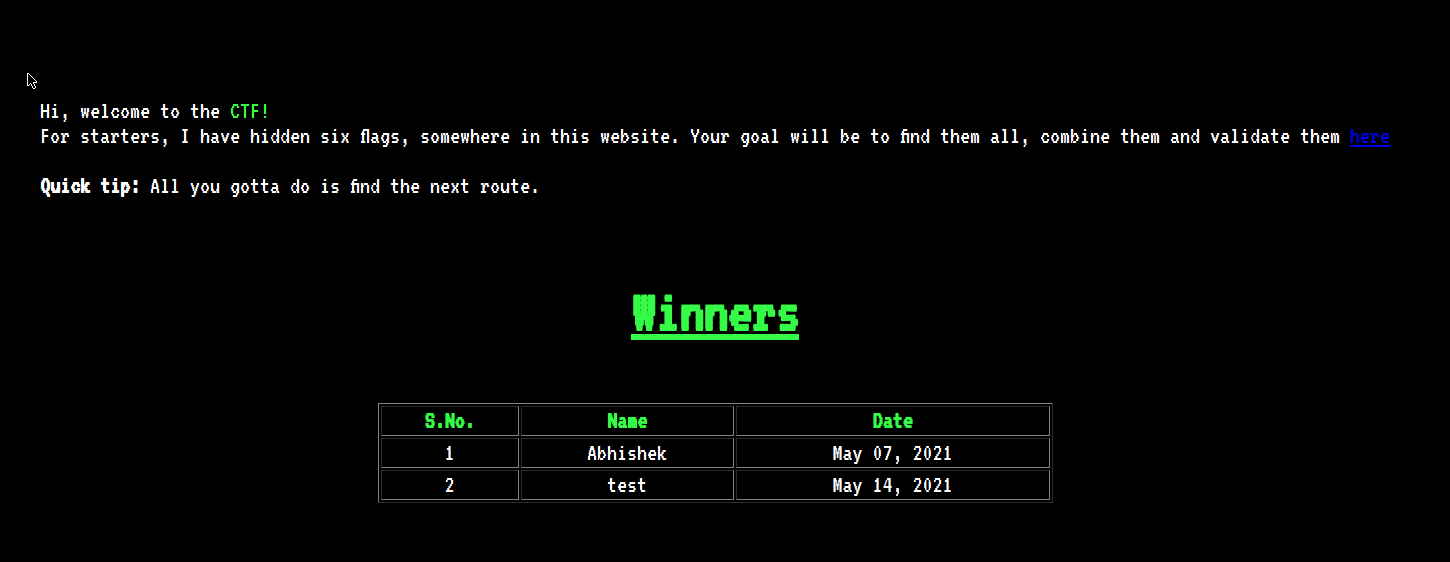 Hi, welcome to the CTF!
For starters, I have hidden six flags, somewhere in this website. Your goal will be to find them all, combine them and validate them here
Quick tip: All you gotta do is find the next route.
Winners
S.No. Name Date
1 Abhishek May 07, 2021
2 test May 14, 2021